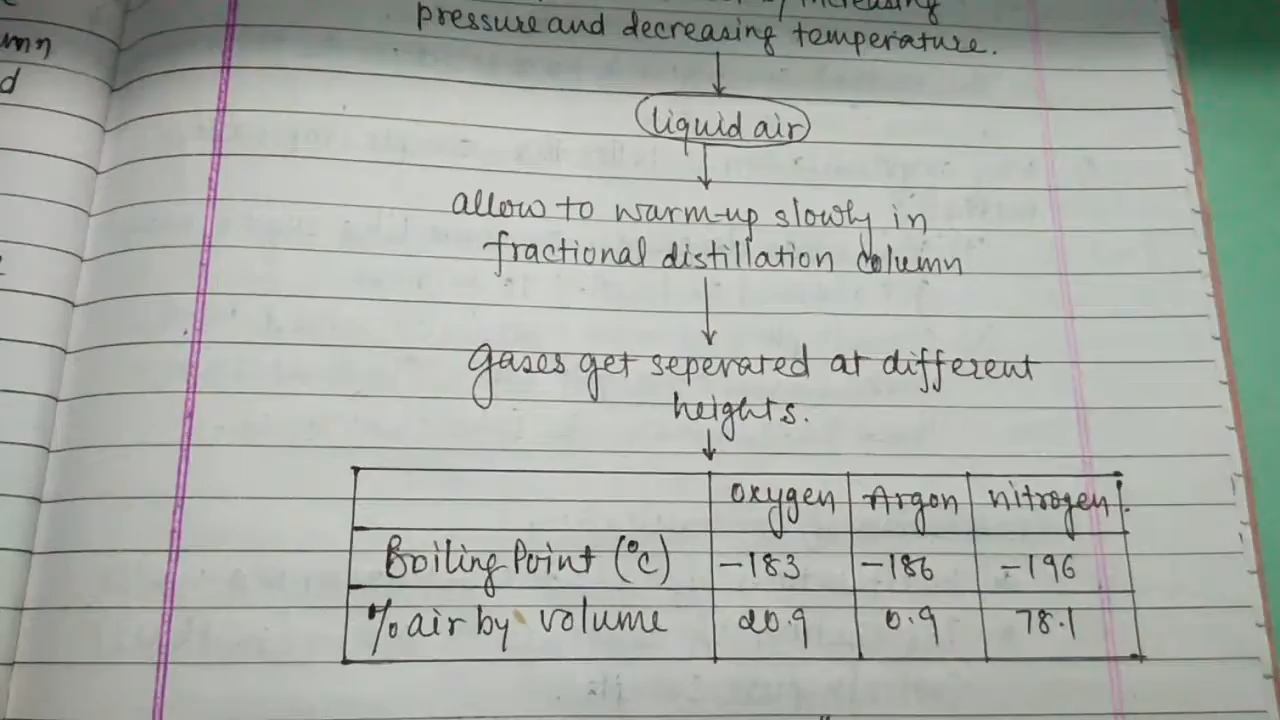 increasing
pressure and decreasing temperature.
liquid air
allow to warm-up slowly in
fractional distillation column
gases get seperated at different
heights.
oxygen Argon nitrogen
Boiling Point (°C) -183 -186 -196
% air by volume 20.9 0.9 78.1